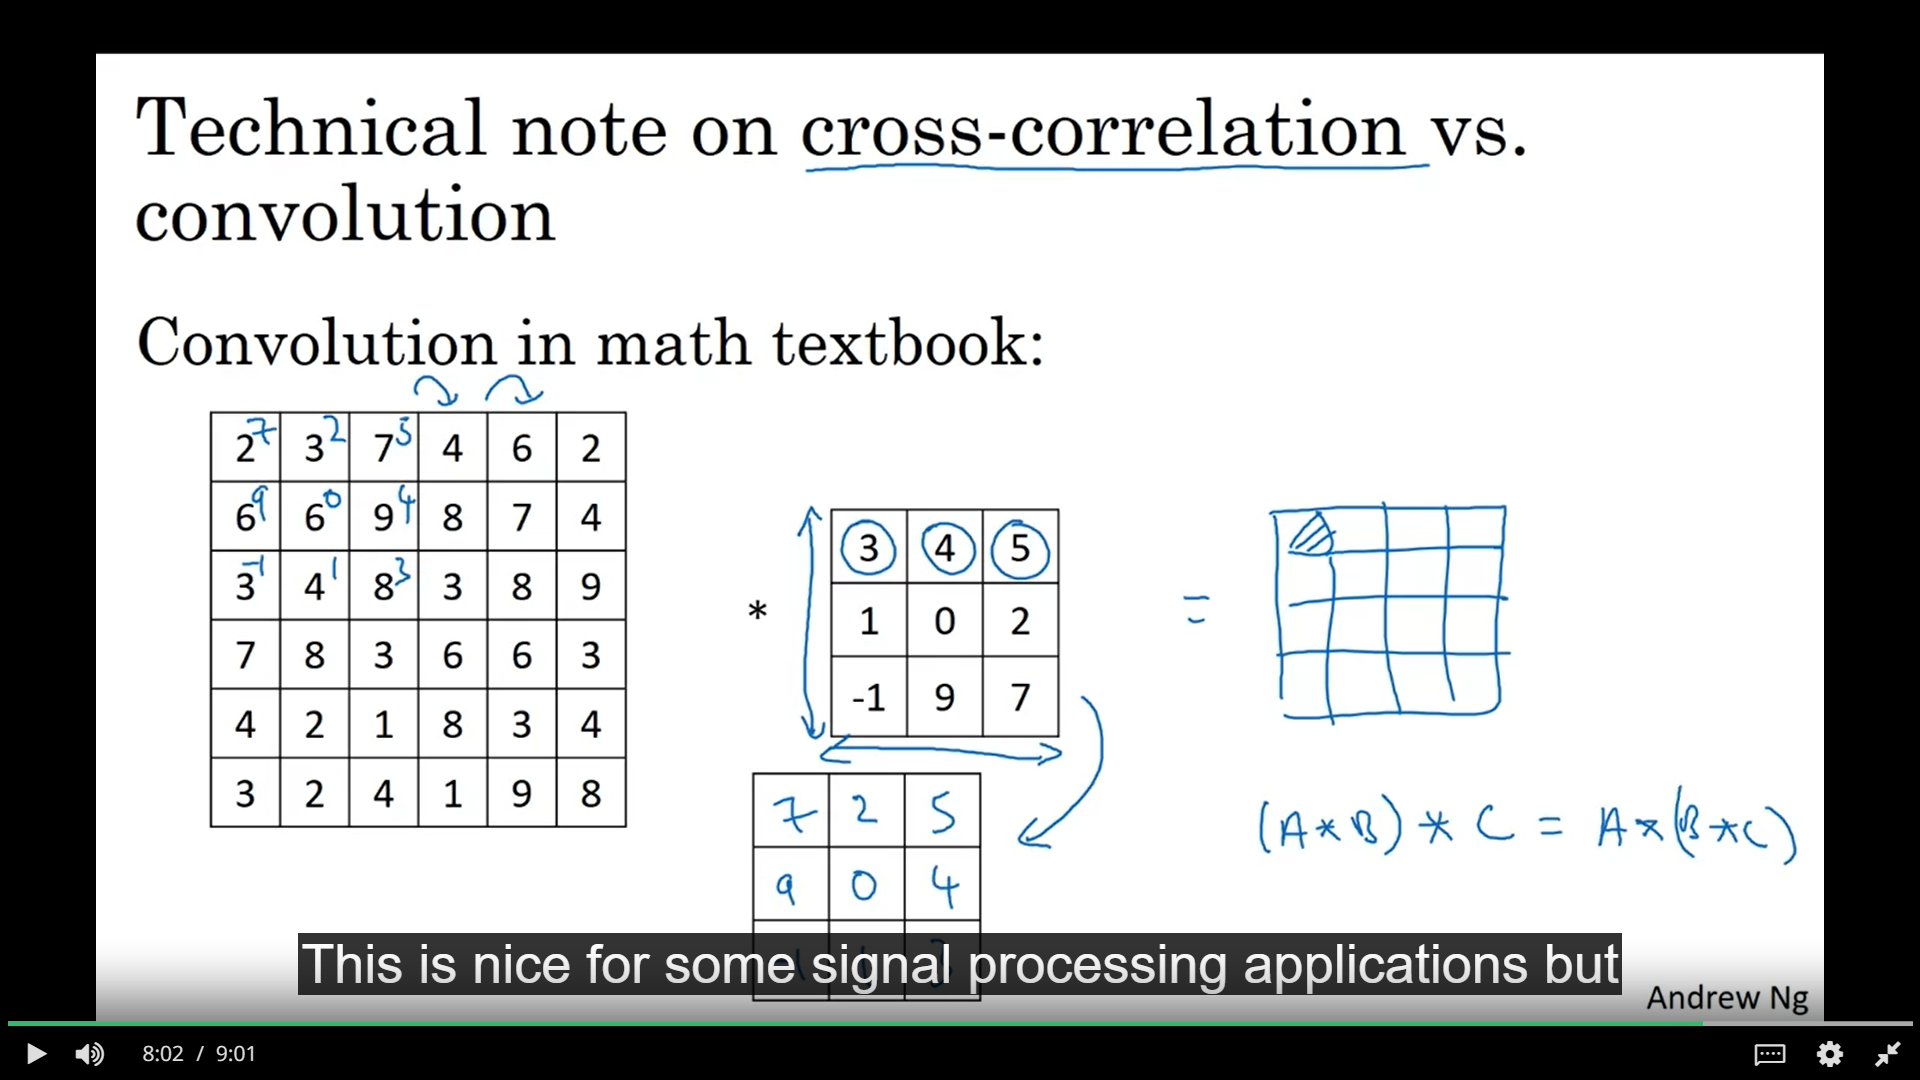 Technical note on cross-correlation vs.
convolution
Convolution in math textbook:
2 7 3 2 7 5 4 6 2
6 9 6 0 9 4 8 7 4
3 -1 4 1 8 3 3 8 9
7 8 3 6 6 3
4 2 1 8 3 4
3 2 4 1 9 8
*
3 4 5
1 0 2
-1 9 7
=
7 2 5
9 0 4
(A * B) * C = A * (B * C)
This is nice for some signal processing applications but
Andrew Ng
8:02 / 9:01